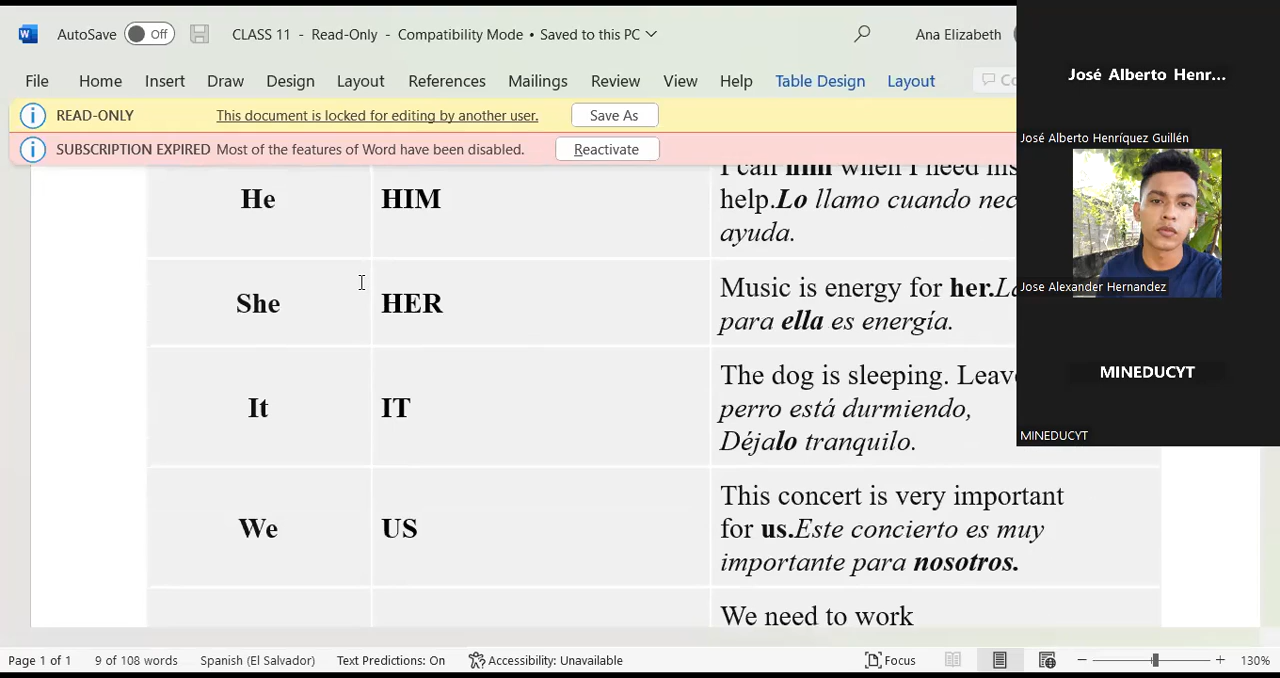 AutoSave Off CLASS 11 - Read-Only - Compatibility Mode • Saved to this PC Ana Elizabeth
File Home Insert Draw Design Layout References Mailings Review View Help Table Design Layout
READ-ONLY This document is locked for editing by another user. Save As
SUBSCRIPTION EXPIRED Most of the features of Word have been disabled. Reactivate
He HIM
I call him when I need his
help.Lo llamo cuando nec
ayuda.
She HER
Music is energy for her.La
para ella es energía.
It IT
The dog is sleeping. Leave
perro está durmiendo,
Déjalo tranquilo.
We US
This concert is very important
for us.Este concierto es muy
importante para nosotros.
We need to work
José Alberto Henr...
José Alberto Henríquez Guillén
Jose Alexander Hernandez
MINEDUCYT
MINEDUCYT
Page 1 of 1 9 of 108 words Spanish (El Salvador) Text Predictions: On Accessibility: Unavailable Focus 130%